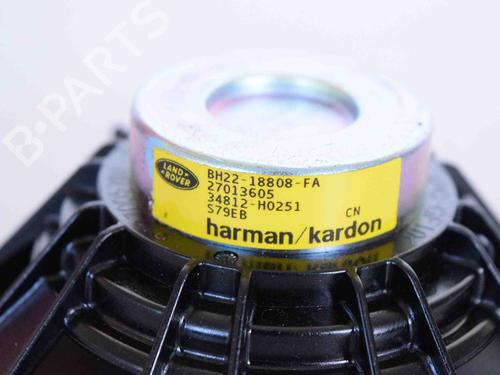 B-PARTS
LAND
ROVER
BH22-18808-FA
27013605
34812-H0251
S79EB
CN
harman/kardon